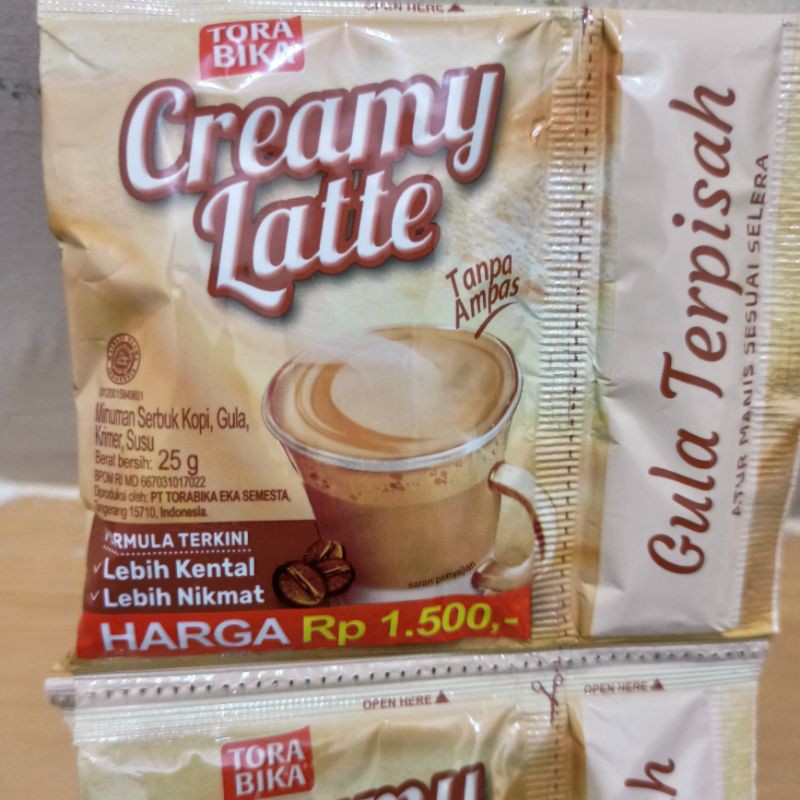 OPEN HERE ▲
TORA
BIKA
Creamy
Latte
Tanpa
Ampas
00120015840601
Minuman Serbuk Kopi, Gula,
Krimer, Susu
Berat bersih: 25 g
BPOM RI MD 667031017022
Diproduksi oleh: PT TORABIKA EKA SEMESTA,
Tangerang 15710, Indonesia.
FORMULA TERKINI
✓ Lebih Kental
✓ Lebih Nikmat
saran penyajian
HARGA Rp 1.500,-
Gula Terpisah
ATUR MANIS SESUAI SELERA
OPEN HERE ▲
OPEN HERE ▲
TORA
BIKA